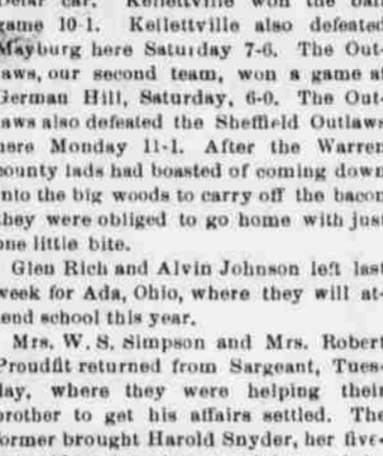 car. Kellettville won the ball
game 10-1. Kellettville also defeated
Mayburg here Saturday 7-6. The Out-
laws, our second team, won a game at
German Hill, Saturday, 6-0. The Out-
laws also defeated the Sheffield Outlaws
here Monday 11-1. After the Warren
county lads had boasted of coming down
into the big woods to carry off the bacon
they were obliged to go home with just
one little bite.
Glen Rich and Alvin Johnson left last
week for Ada, Ohio, where they will at-
tend school this year.
Mrs. W. S. Simpson and Mrs. Robert
Proudfit returned from Sargeant, Tues-
day, where they were helping their
brother to get his affairs settled. The
former brought Harold Snyder, her five-